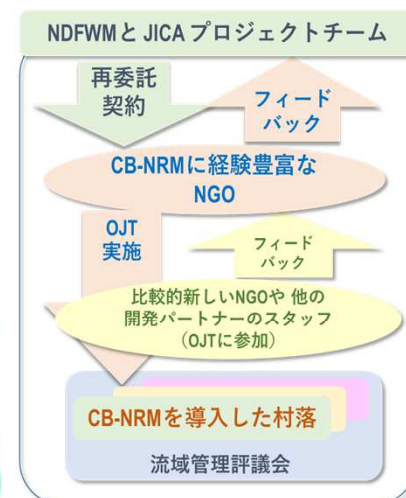 NDFWMと JICA プロジェクトチーム
再委託
契約
フィード
バック
CB-NRMに経験豊富な
NGO
OJT
実施
フィード
バック
比較的新しいNGOや 他の
開発パートナーのスタッフ
（OJTに参加）
CB-NRMを導入した村落
流域管理評議会